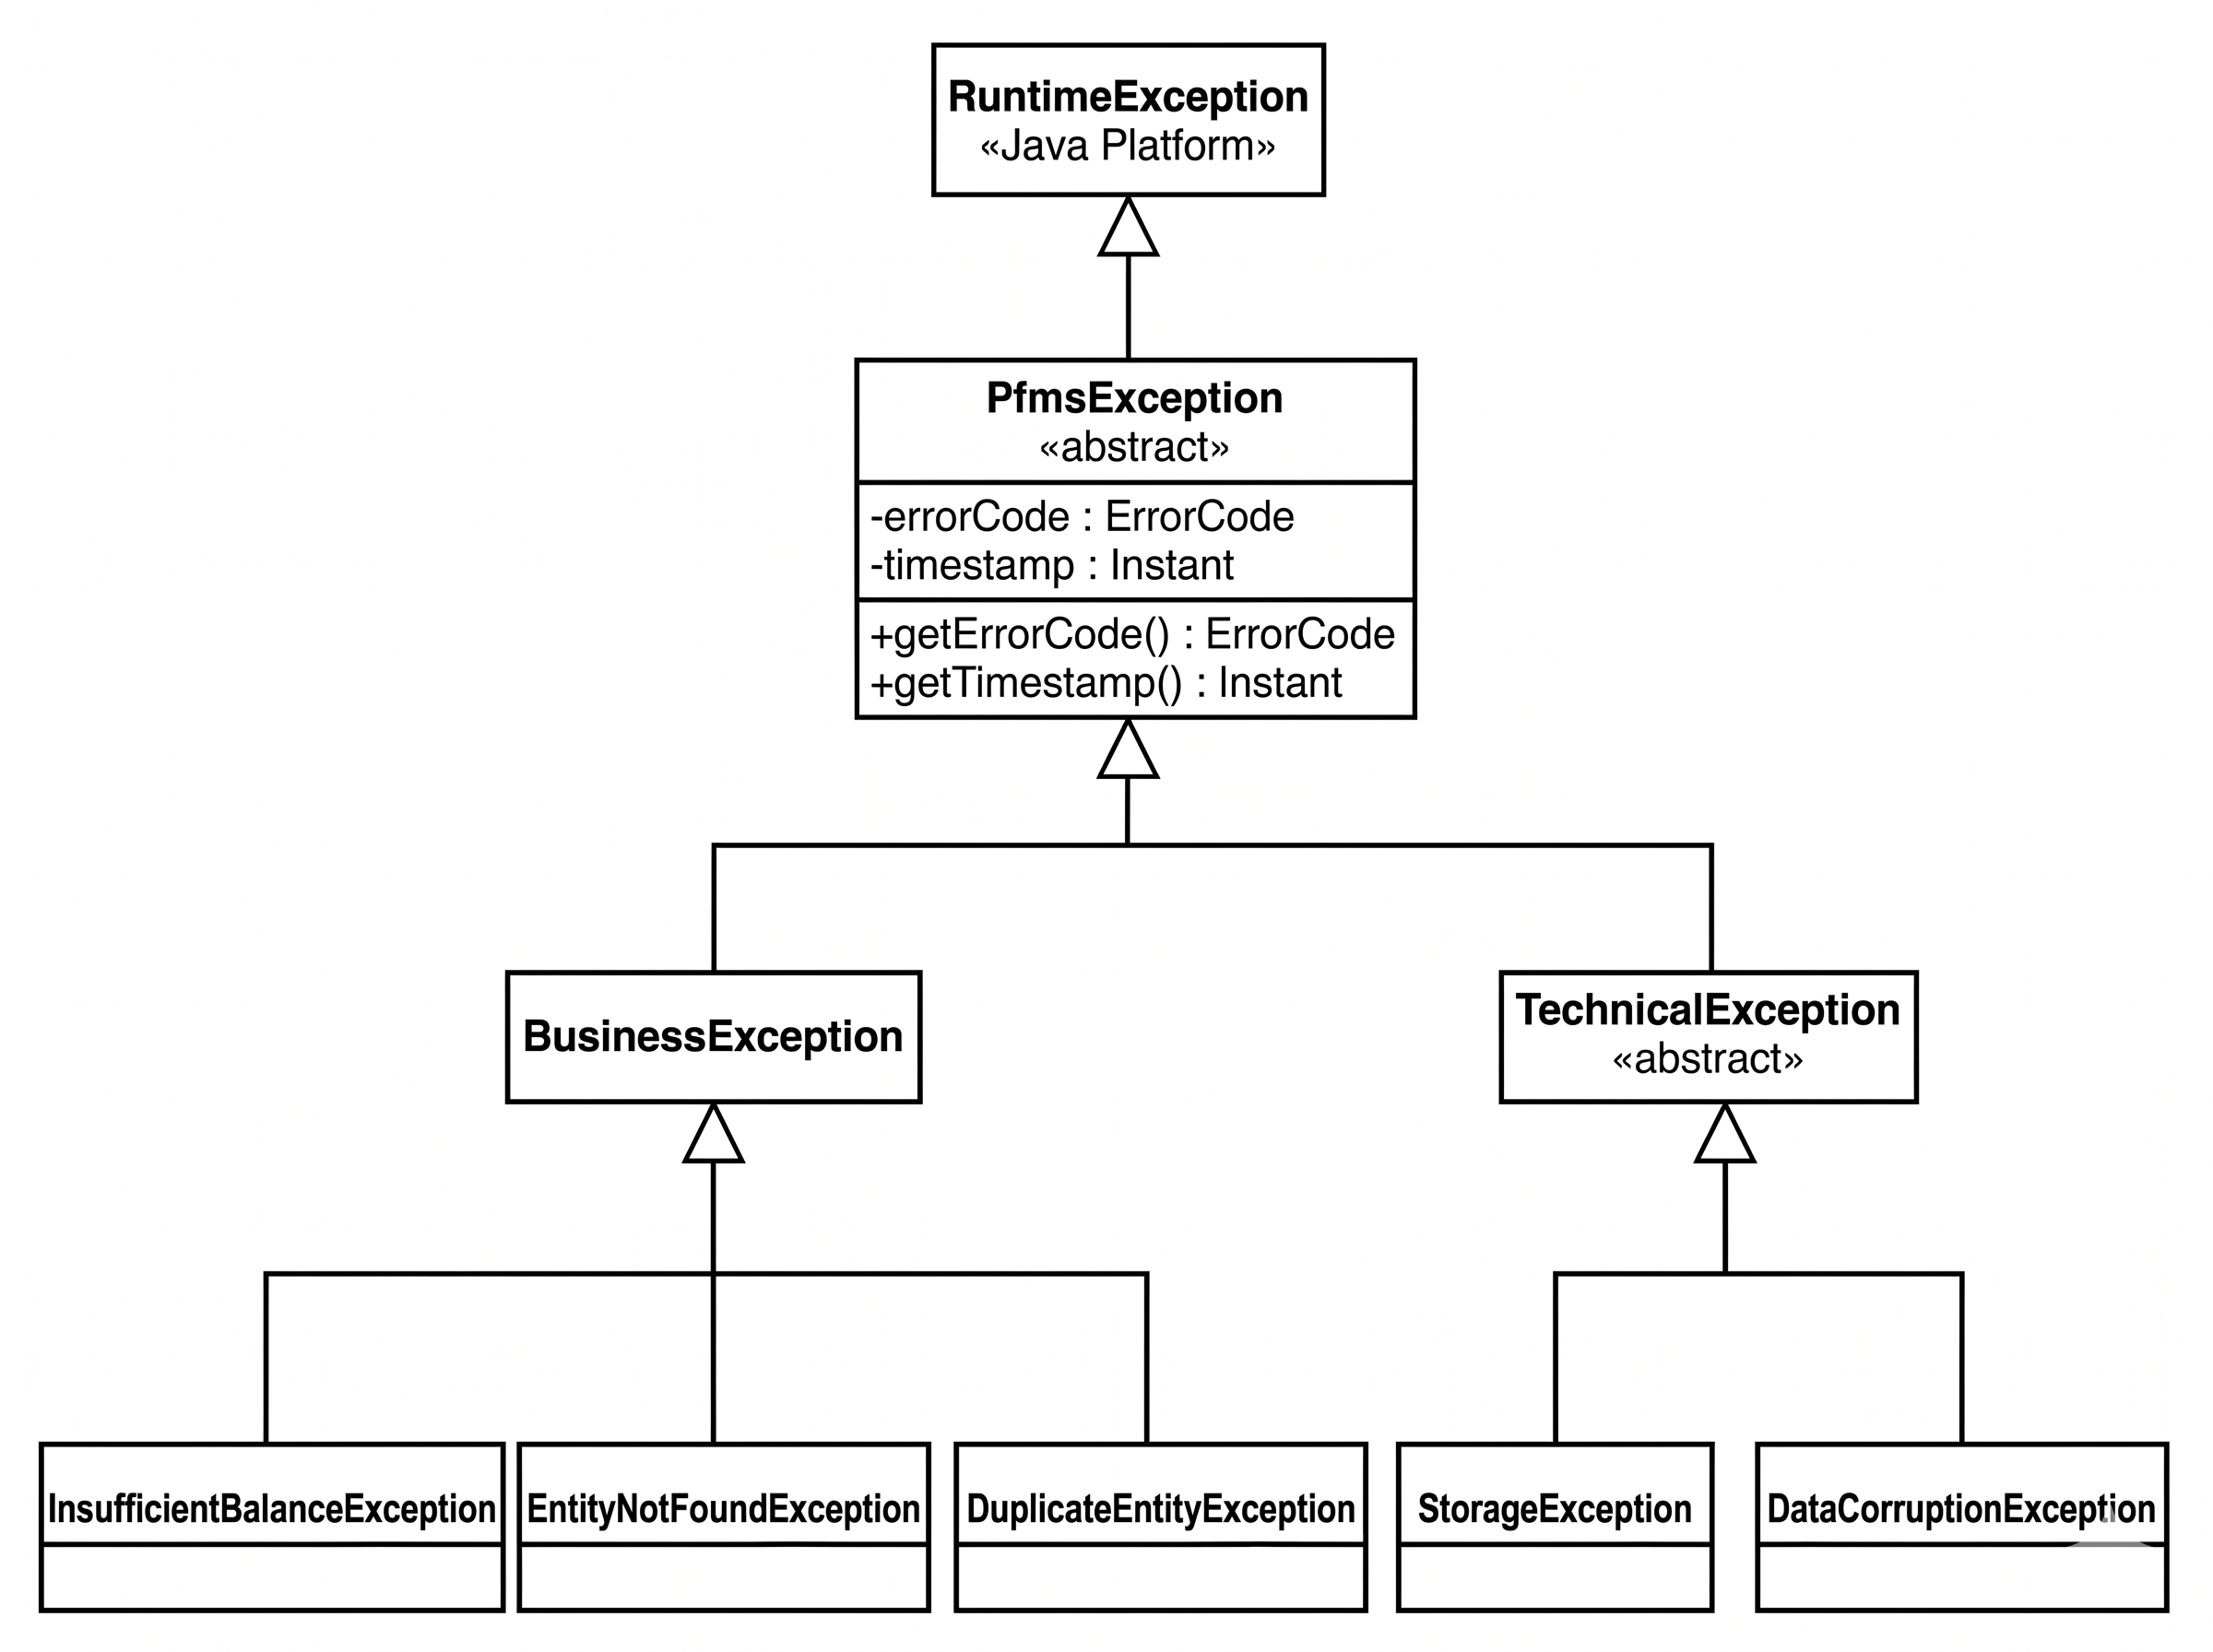 RuntimeException
«Java Platform»
PfmsException
«abstract»
-errorCode : ErrorCode
-timestamp : Instant
+getErrorCode() : ErrorCode
+getTimestamp() : Instant
BusinessException
TechnicalException
«abstract»
InsufficientBalanceException
EntityNotFoundException
DuplicateEntityException
StorageException
DataCorruptionException